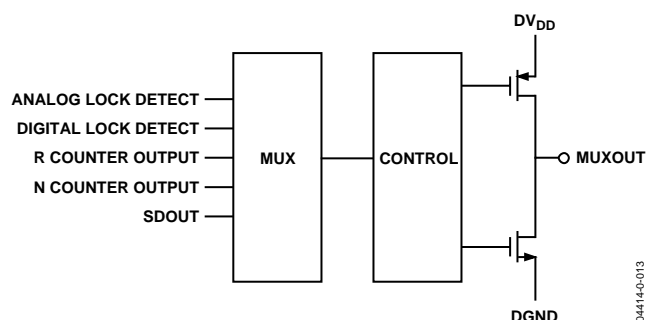 DVDD
ANALOG LOCK DETECT
DIGITAL LOCK DETECT
R COUNTER OUTPUT
N COUNTER OUTPUT
SDOUT
MUX
CONTROL
MUXOUT
DGND
04414-0-013